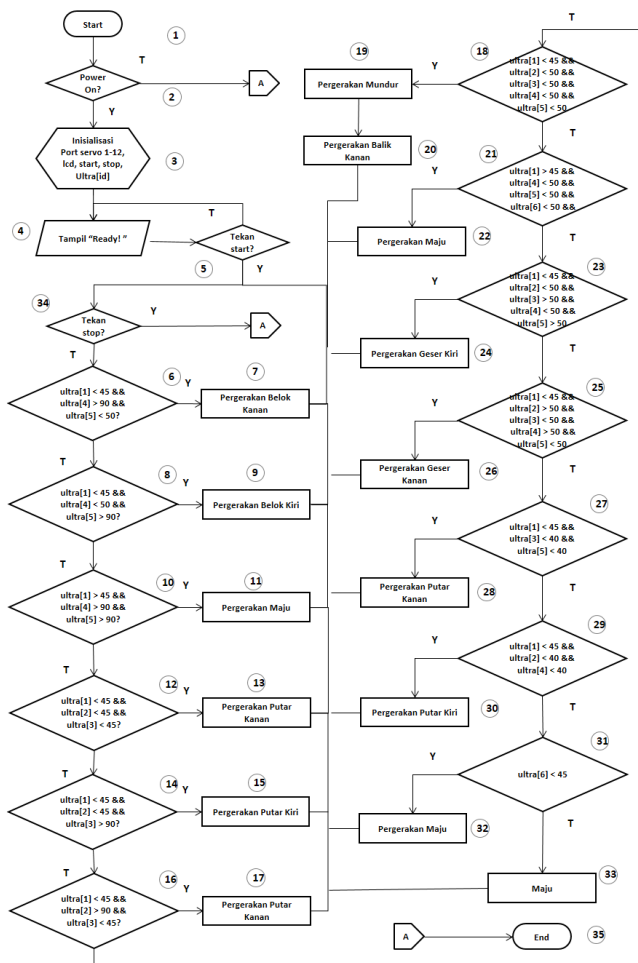 Start
1
Power
On?
T
A
2
Y
Inisialisasi
Port servo 1-12,
lcd, start, stop,
Ultra[id]
3
4
Tampil “Ready! ”
T
Tekan
start?
5
Y
34
Tekan
stop?
Y
A
T
ultra[1] < 45 &&
ultra[4] > 90 &&
ultra[5] < 50?
6
Y
7
Pergerakan Belok
Kanan
T
ultra[1] < 45 &&
ultra[4] < 50 &&
ultra[5] > 90?
8
Y
9
Pergerakan Belok Kiri
T
ultra[1] > 45 &&
ultra[4] > 90 &&
ultra[5] > 90?
10
Y
11
Pergerakan Maju
T
ultra[1] < 45 &&
ultra[2] < 45 &&
ultra[3] < 45?
12
Y
13
Pergerakan Putar
Kanan
T
ultra[1] < 45 &&
ultra[2] < 45 &&
ultra[3] > 90?
14
Y
15
Pergerakan Putar Kiri
T
ultra[1] < 45 &&
ultra[2] > 90 &&
ultra[3] < 45?
16
Y
17
Pergerakan Putar
Kanan
T
18
ultra[1] < 45 &&
ultra[2] < 50 &&
ultra[3] < 50 &&
ultra[4] < 50 &&
ultra[5] < 50
Y
19
Pergerakan Mundur
20
Pergerakan Balik
Kanan
T
21
ultra[1] > 45 &&
ultra[4] < 50 &&
ultra[5] < 50 &&
ultra[6] < 50 &&
Y
Pergerakan Maju
22
T
23
ultra[1] < 45 &&
ultra[2] < 50 &&
ultra[3] > 50 &&
ultra[4] < 50 &&
ultra[5] > 50
Y
Pergerakan Geser Kiri
24
T
25
ultra[1] < 45 &&
ultra[2] > 50 &&
ultra[3] < 50 &&
ultra[4] > 50 &&
ultra[5] < 50
Y
Pergerakan Geser
Kanan
26
T
27
ultra[1] < 45 &&
ultra[3] < 40 &&
ultra[5] < 40
Y
Pergerakan Putar
Kanan
28
T
29
ultra[1] < 45 &&
ultra[2] < 40 &&
ultra[4] < 40
Y
Pergerakan Putar Kiri
30
T
31
ultra[6] < 45
Y
Pergerakan Maju
32
T
33
Maju
A
End
35